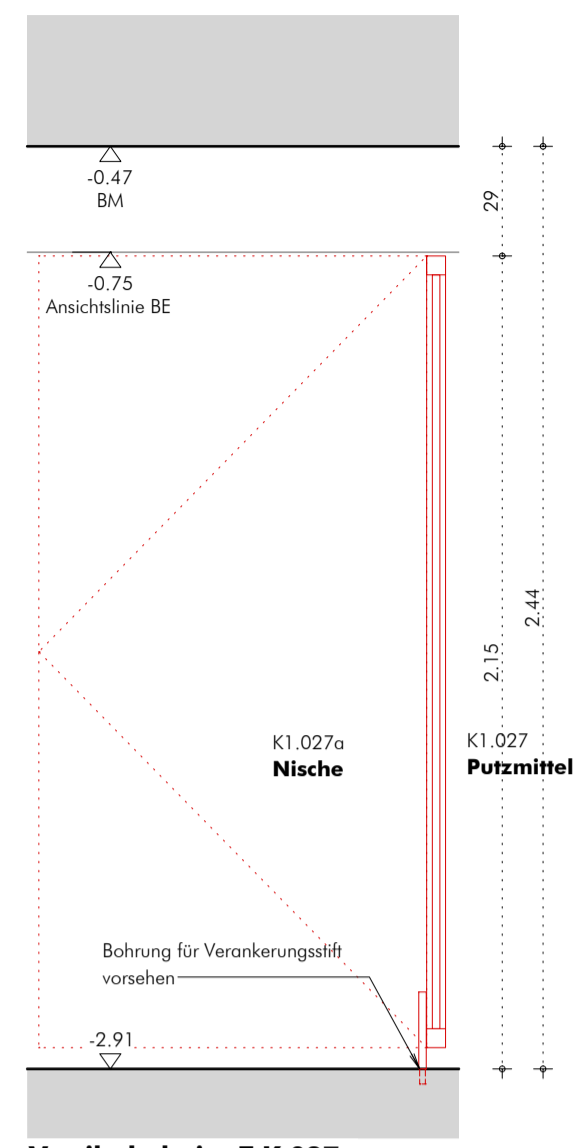 -0.47
BM
29
-0.75
Ansichtslinie BE
2.44
2.15
K1.027a
Nische
K1.027
Putzmittel
Bohrung für Verankerungsstift
vorsehen
-2.91